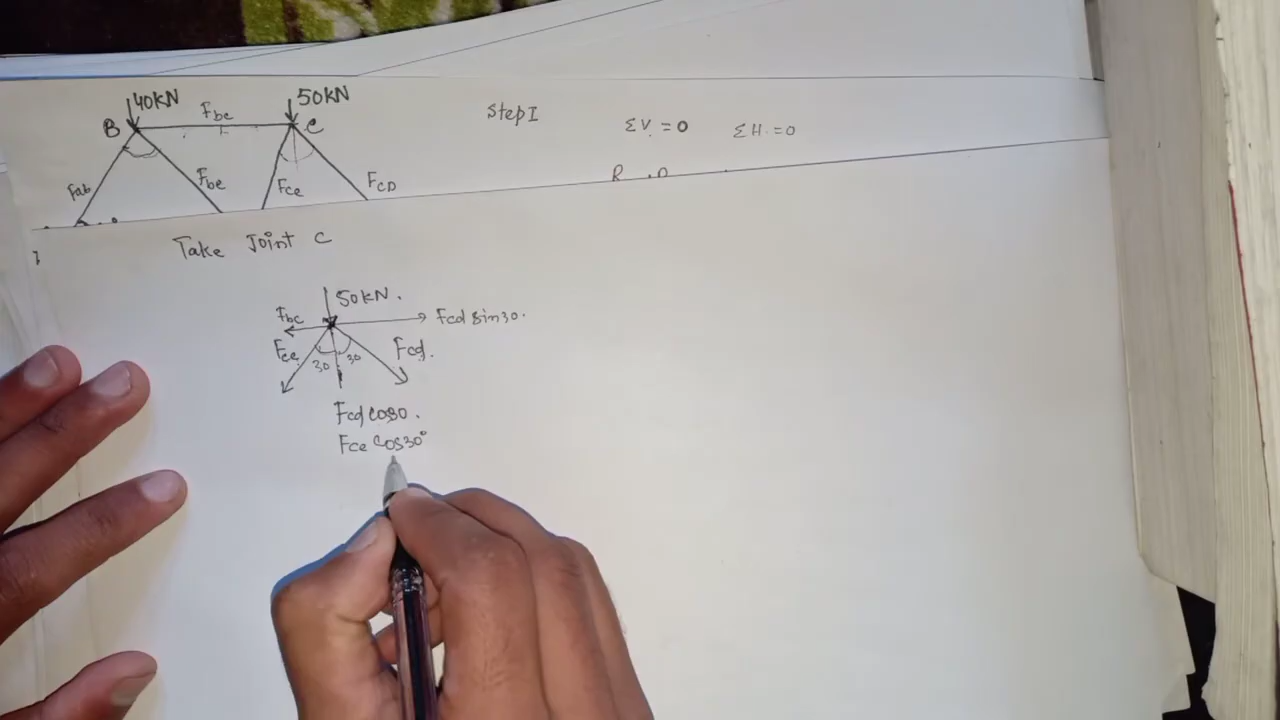 40KN 50KN
B Fbc C
Fab Fbe Fce FCD
Step I
ΣV = 0 ΣH = 0
Take Joint C
50KN.
Fbc Fcd sin30.
Fce 30 30 Fcd.
Fcd cos30.
Fce Cos30°